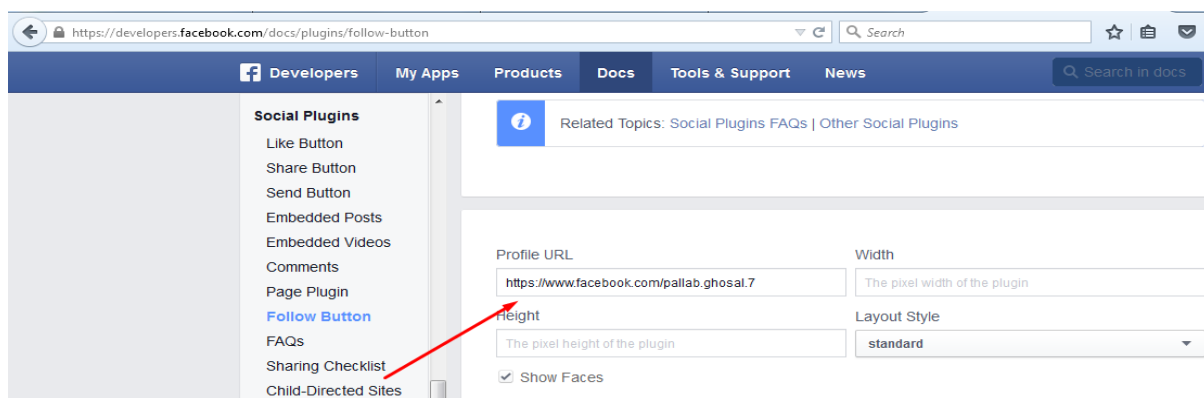 https://developers.facebook.com/docs/plugins/follow-button
Search
Developers My Apps Products Docs Tools & Support News Search in docs
Social Plugins
Like Button
Share Button
Send Button
Embedded Posts
Embedded Videos
Comments
Page Plugin
Follow Button
FAQs
Sharing Checklist
Child-Directed Sites
Related Topics: Social Plugins FAQs | Other Social Plugins
Profile URL Width
https://www.facebook.com/pallab.ghosal.7 The pixel width of the plugin
Height Layout Style
The pixel height of the plugin standard
Show Faces